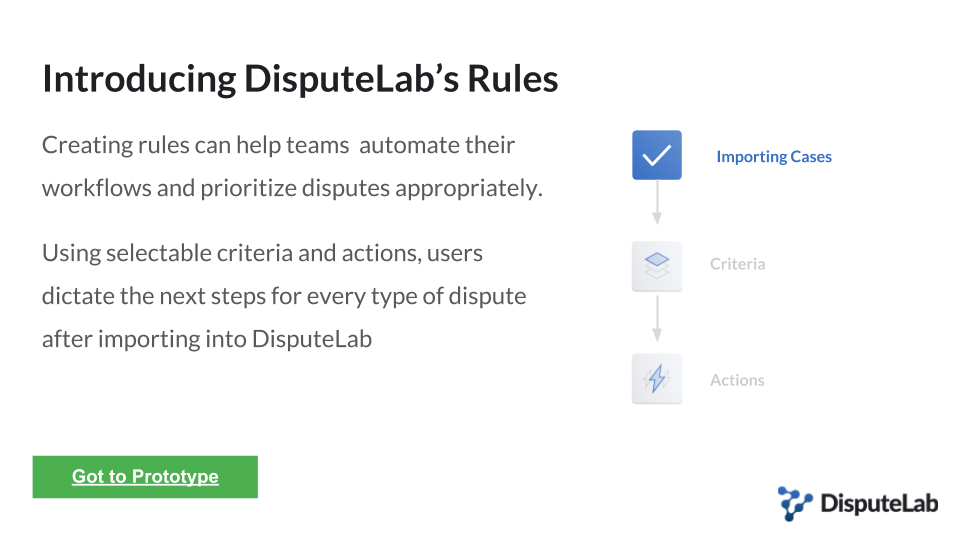 Introducing DisputeLab’s Rules
Creating rules can help teams  automate their
workflows and prioritize disputes appropriately.
Using selectable criteria and actions, users
dictate the next steps for every type of dispute
after importing into DisputeLab
Importing Cases
Criteria
Actions
Got to Prototype
DisputeLab